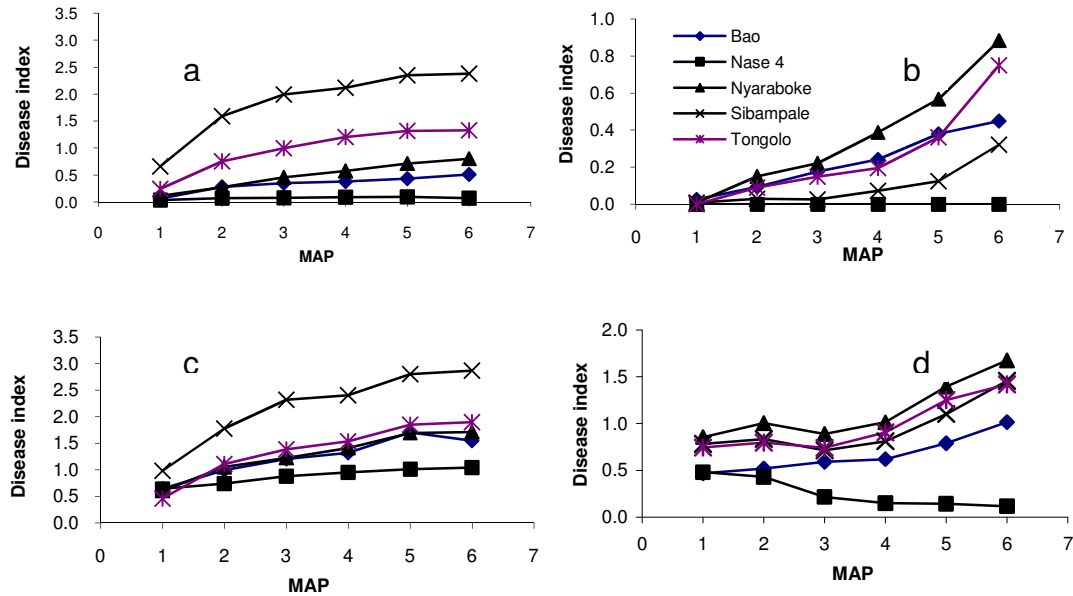 a
Disease index
3.5
3.0
2.5
2.0
1.5
1.0
0.5
0.0
0 1 2 3 4 5 6 7
MAP
b
Disease index
1.0
0.8
0.6
0.4
0.2
0.0
0 1 2 3 4 5 6 7
MAP
Bao
Nase 4
Nyaraboke
Sibampale
Tongolo
c
Disease index
3.5
3.0
2.5
2.0
1.5
1.0
0.5
0.0
0 1 2 3 4 5 6 7
MAP
d
Disease index
2.0
1.5
1.0
0.5
0.0
0 1 2 3 4 5 6 7
MAP